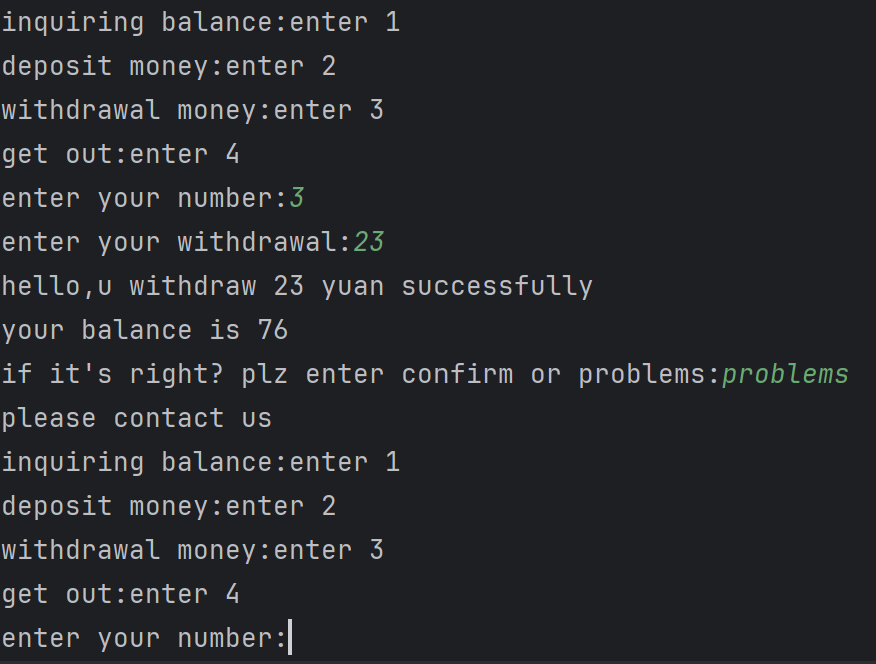 inquiring balance:enter 1
deposit money:enter 2
withdrawal money:enter 3
get out:enter 4
enter your number:3
enter your withdrawal:23
hello,u withdraw 23 yuan successfully
your balance is 76
if it's right? plz enter confirm or problems:problems
please contact us
inquiring balance:enter 1
deposit money:enter 2
withdrawal money:enter 3
get out:enter 4
enter your number: